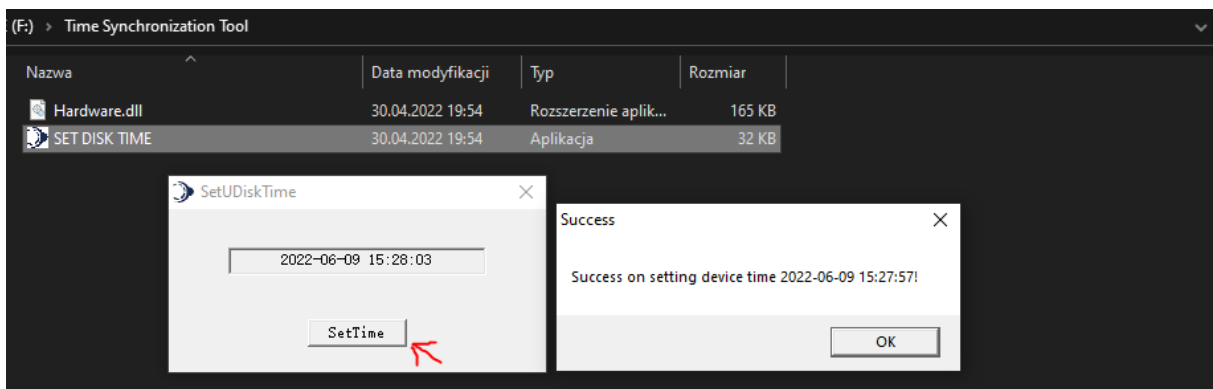 (F:) > Time Synchronization Tool
Nazwa Data modyfikacji Typ Rozmiar
Hardware.dll 30.04.2022 19:54 Rozszerzenie aplik... 165 KB
SET DISK TIME 30.04.2022 19:54 Aplikacja 32 KB
SetUDiskTime
2022-06-09 15:28:03
SetTime
Success
Success on setting device time 2022-06-09 15:27:57!
OK